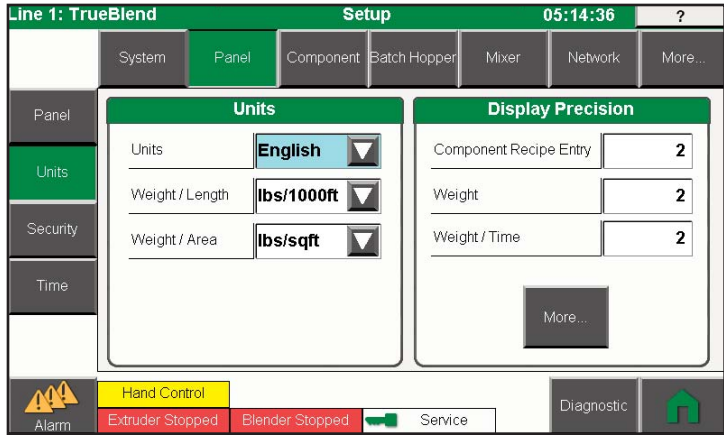 Line 1: TrueBlend Setup 05:14:36 ?
System Panel Component Batch Hopper Mixer Network More...
Panel
Units
Security
Time
Units
Units English
Weight / Length lbs/1000ft
Weight / Area lbs/sqft
Display Precision
Component Recipe Entry 2
Weight 2
Weight / Time 2
More...
Alarm
Hand Control
Extruder Stopped Blender Stopped Service
Diagnostic